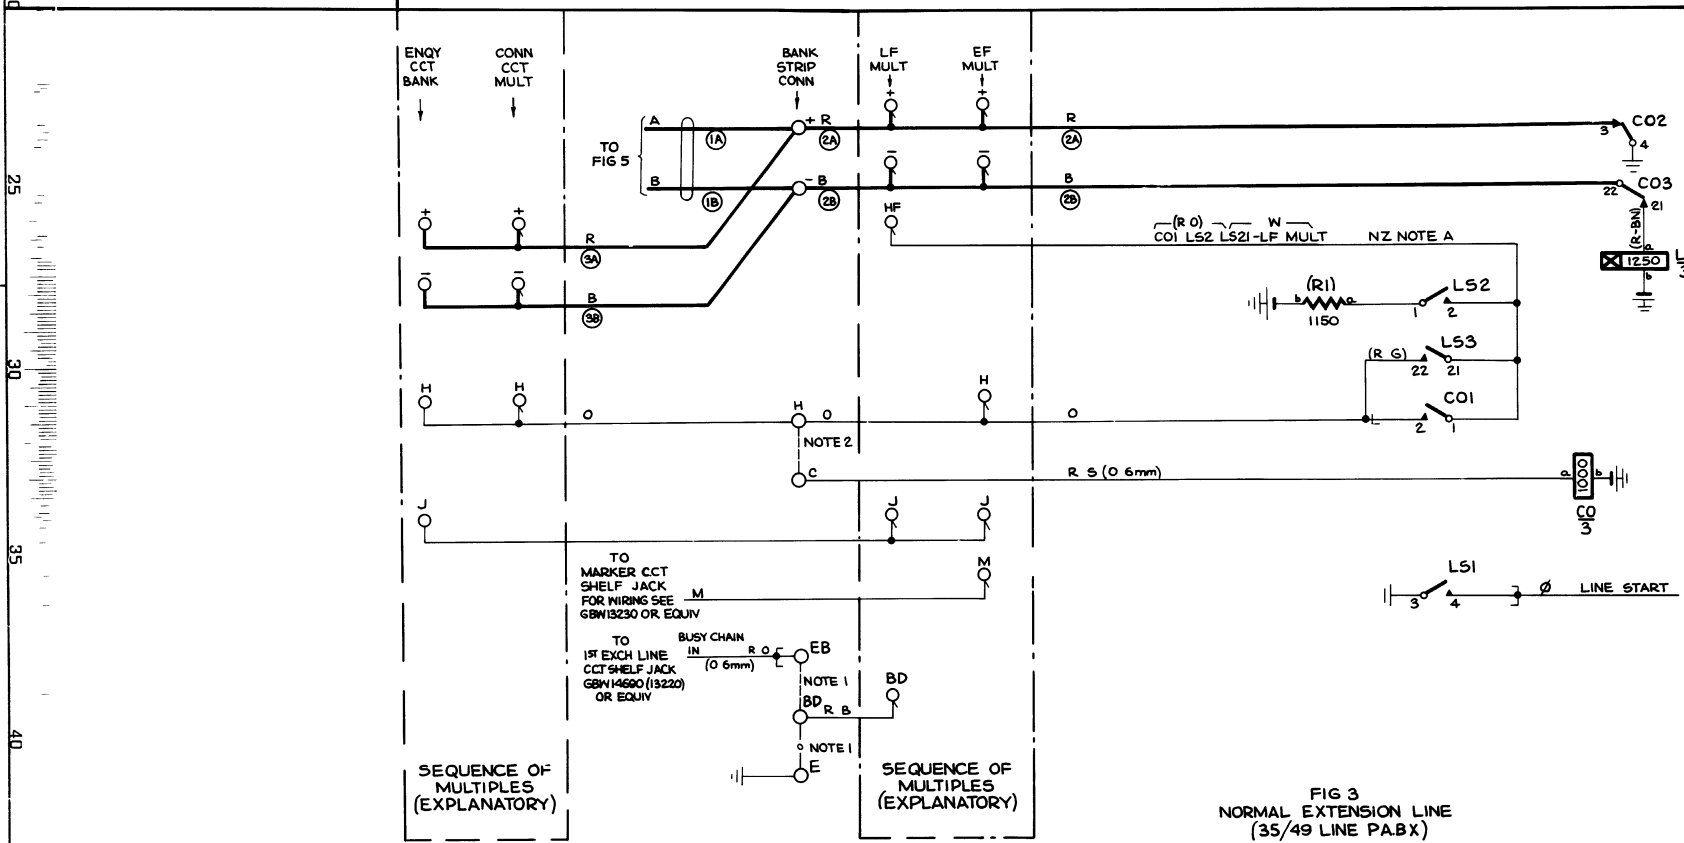 ENQY
CCT
BANK
CONN
CCT
MULT
BANK
STRIP
CONN
LF
MULT
EF
MULT
+
+
A
1A
+ R
2A
R
2A
3
CO2
4
TO
FIG 5
B
1B
- B
2B
–
–
B
2B
22
CO3
21
(R-BN)
a
1250
b
L
3
HF
(R O)
W
CO1 LS2 LS21-LF MULT
NZ NOTE A
+
+
R
3A
–
–
B
3B
(R1)
b
a
1150
LS2
1
2
(R G)
LS3
22
21
H
H
O
H
O
NOTE 2
H
O
CO1
2
1
C
R S (0 6mm)
a
1000
b
CO
3
J
J
J
TO
MARKER CCT
SHELF JACK
FOR WIRING SEE
GBW13230 OR EQUIV
M
M
LS1
3
4
Ø
LINE START
TO
1ST EXCH LINE
CCT SHELF JACK
GBW14680 (13220)
OR EQUIV
BUSY CHAIN
IN
R O
(0 6mm)
EB
NOTE 1
BD
R B
BD
NOTE 1
E
SEQUENCE OF
MULTIPLES
(EXPLANATORY)
SEQUENCE OF
MULTIPLES
(EXPLANATORY)
FIG 3
NORMAL EXTENSION LINE
(35/49 LINE P.A.B.X)
25
30
35
40